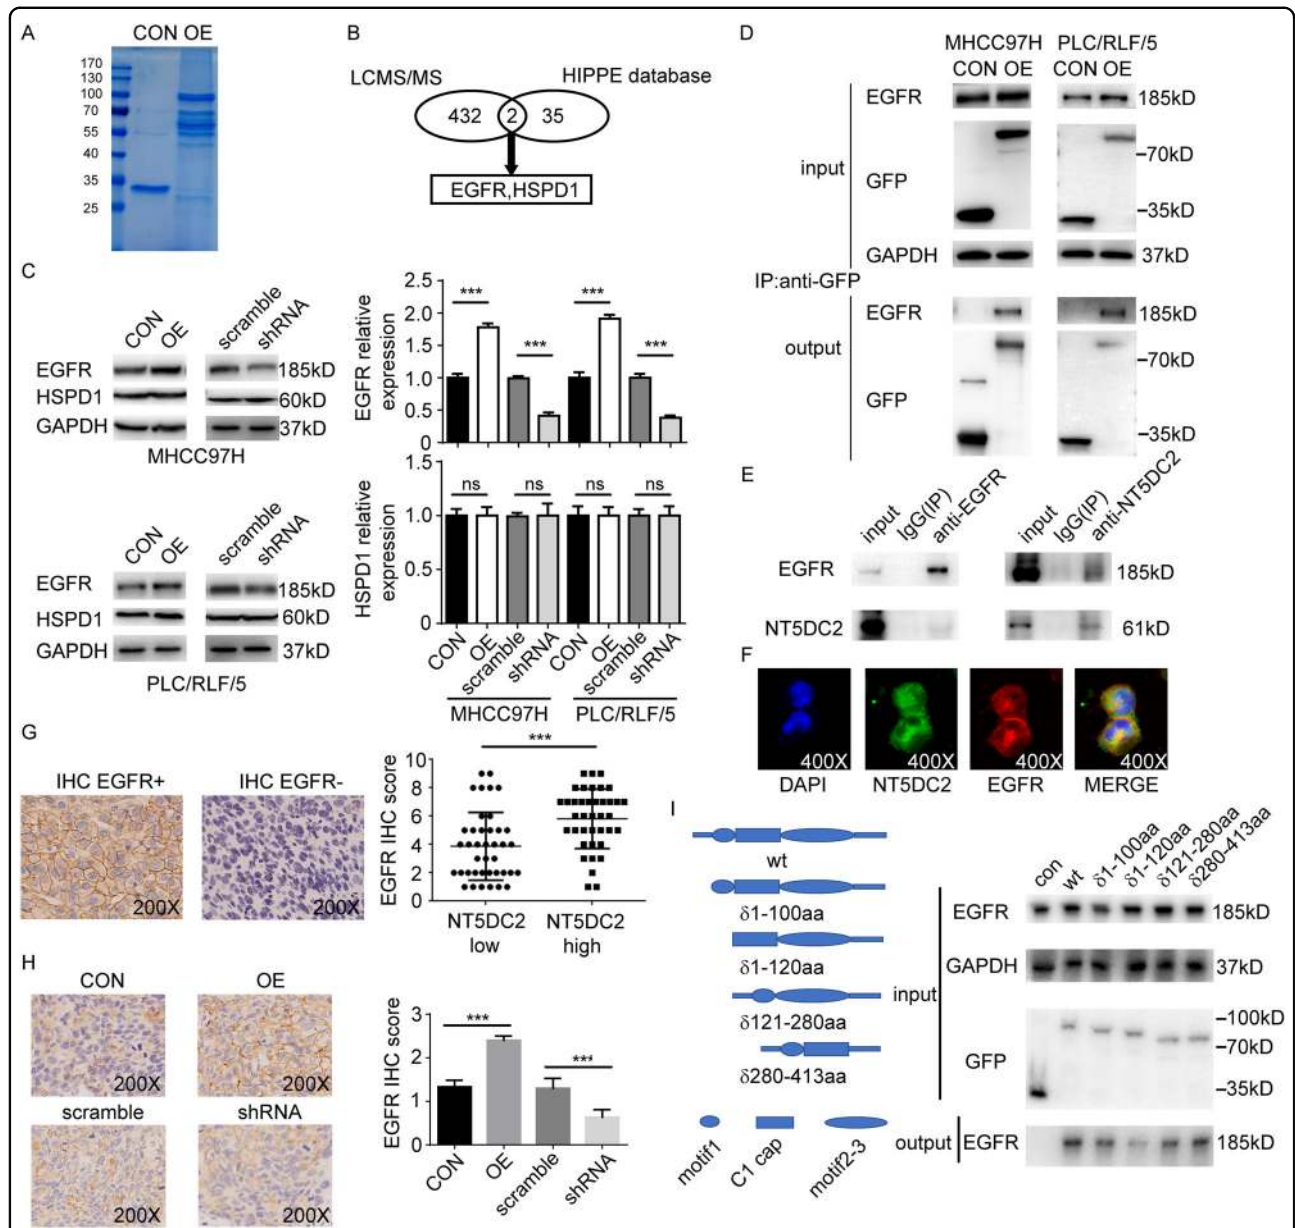 A
CON OE
170
130
100
70
55
40
35
25
B
LCMS/MS
HIPPE database
432
2
35
EGFR,HSPD1
C
CON
OE
scramble
shRNA
EGFR
185kD
HSPD1
60kD
GAPDH
37kD
MHCC97H
CON
OE
scramble
shRNA
EGFR
185kD
HSPD1
60kD
GAPDH
37kD
PLC/RLF/5
EGFR relative
expression
2.5
2.0
1.5
1.0
0.5
0
***
***
***
***
HSPD1 relative
expression
1.5
1.0
0.5
0
ns
ns
ns
ns
CON
OE
scramble
shRNA
CON
OE
scramble
shRNA
MHCC97H
PLC/RLF/5
D
MHCC97H
PLC/RLF/5
CON OE
CON OE
EGFR
185kD
input
GFP
–70kD
–35kD
GAPDH
37kD
IP:anti-GFP
EGFR
185kD
output
GFP
–70kD
–35kD
E
input
IgG(IP)
anti-EGFR
input
IgG(IP)
anti-NT5DC2
EGFR
185kD
NT5DC2
61kD
F
400X
400X
400X
400X
DAPI
NT5DC2
EGFR
MERGE
G
IHC EGFR+
IHC EGFR-
200X
200X
EGFR IHC score
10
8
6
4
2
0
***
NT5DC2
low
NT5DC2
high
H
CON
OE
200X
200X
scramble
shRNA
200X
200X
EGFR IHC score
3
2
1
0
***
***
CON
OE
scramble
shRNA
I
wt
δ1-100aa
δ1-120aa
δ121-280aa
δ280-413aa
motif1
C1 cap
motif2-3
con
wt
δ1-100aa
δ1-120aa
δ121-280aa
δ280-413aa
EGFR
185kD
GAPDH
37kD
input
GFP
–100kD
–70kD
–35kD
output
EGFR
185kD